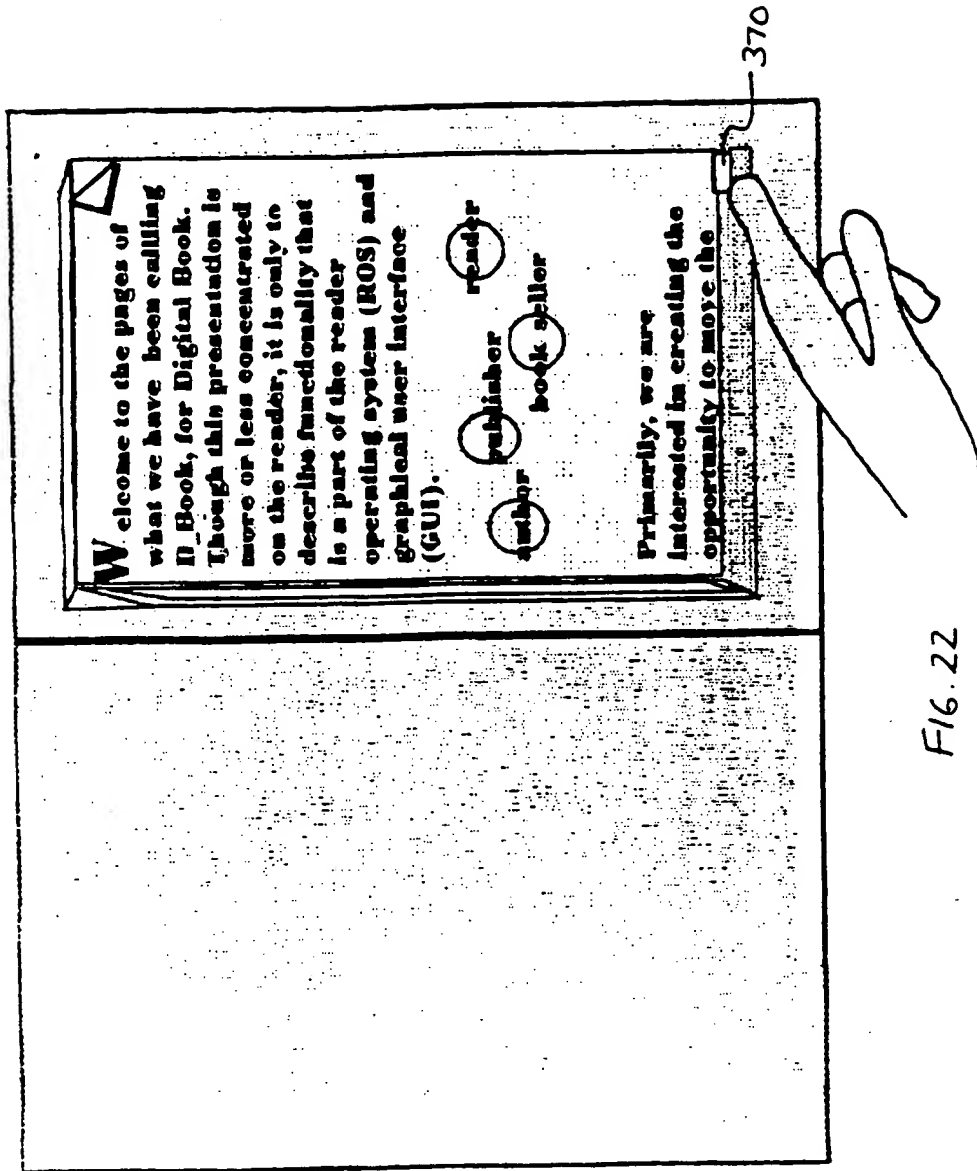 Welcome to the pages of
what we have been callling
D_Book, for Digital Book.
Though this presentation is
more or less concentrated
on the reader, it is only to
describe functionality that
is a part of the reader
operating system (ROS) and
graphical user interface
(GUI).
author publisher book seller reader
Primarily, we are
interested in creating the
opportunity to move the
370
FIG. 22